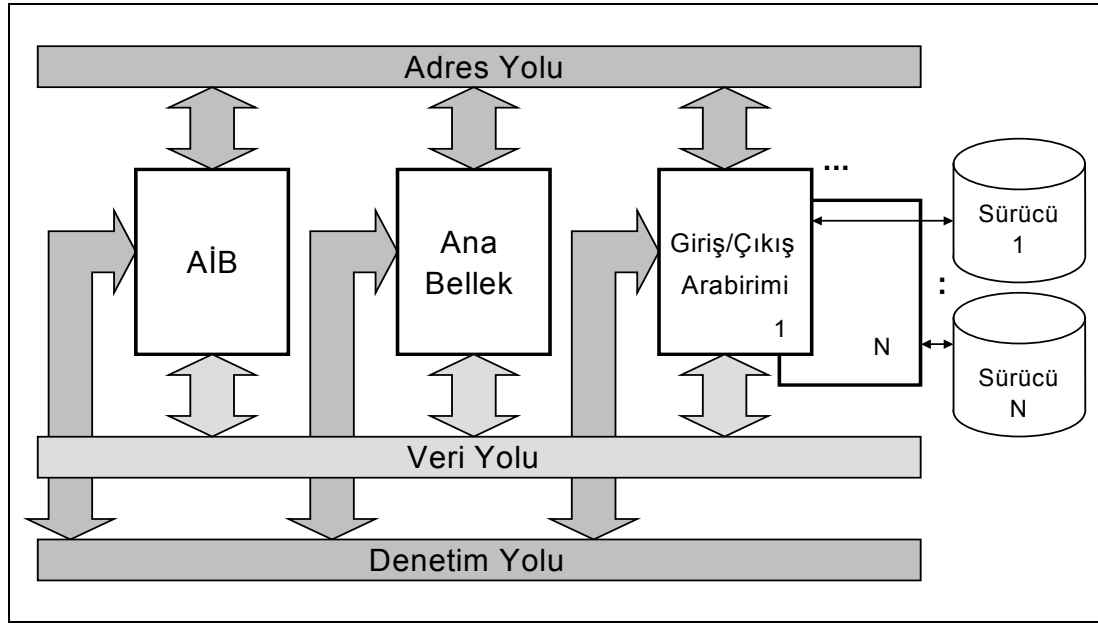 Adres Yolu
...
AİB
Ana
Bellek
Giriş/Çıkış
Arabirimi
1
N
Sürücü
1
:
Sürücü
N
Veri Yolu
Denetim Yolu